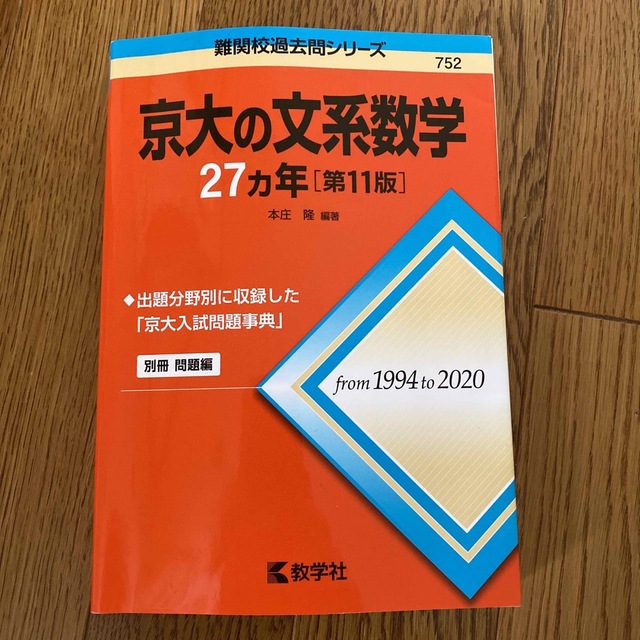 難関校過去問シリーズ
752
京大の文系数学
27ヵ年[第11版]
本庄 隆 編著
◆出題分野別に収録した
「京大入試問題事典」
別冊 問題編
from 1994 to 2020
教学社